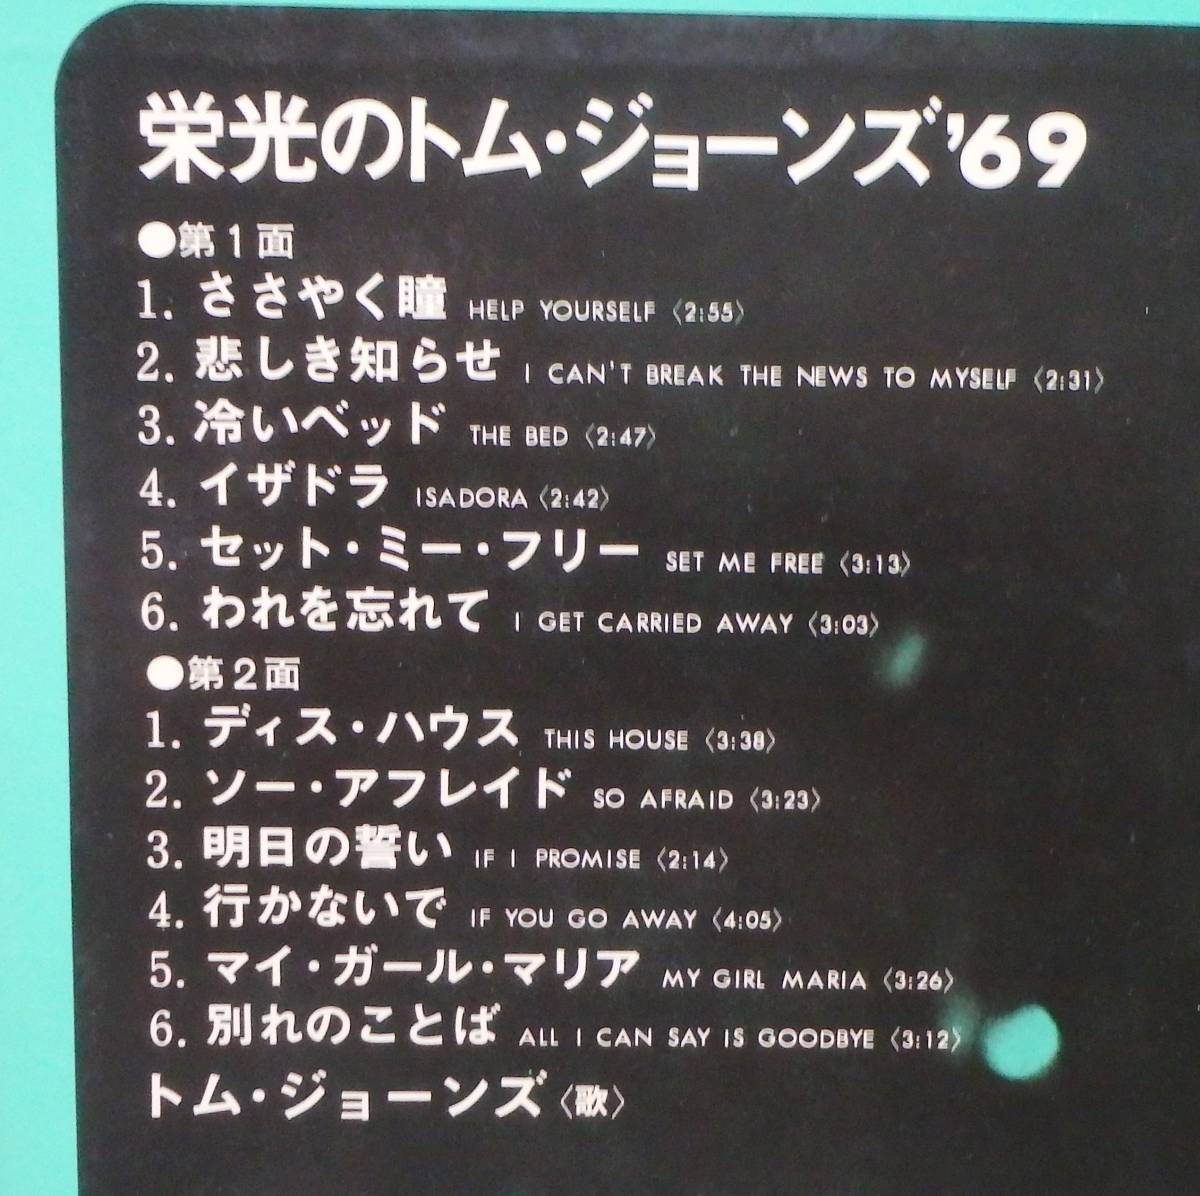 栄光のトム・ジョーンズ'69
●第1面
1. ささやく瞳 HELP YOURSELF 〈2:55〉
2. 悲しき知らせ I CAN'T BREAK THE NEWS TO MYSELF 〈2:31〉
3. 冷いベッド THE BED 〈2:47〉
4. イザドラ ISADORA 〈2:42〉
5. セット・ミー・フリー SET ME FREE 〈3:13〉
6. われを忘れて I GET CARRIED AWAY 〈3:03〉
●第2面
1. ディス・ハウス THIS HOUSE 〈3:38〉
2. ソー・アフレイド SO AFRAID 〈3:23〉
3. 明日の誓い IF I PROMISE 〈2:14〉
4. 行かないで IF YOU GO AWAY 〈4:05〉
5. マイ・ガール・マリア MY GIRL MARIA 〈3:26〉
6. 別れのことば ALL I CAN SAY IS GOODBYE 〈3:12〉
トム・ジョーンズ〈歌〉